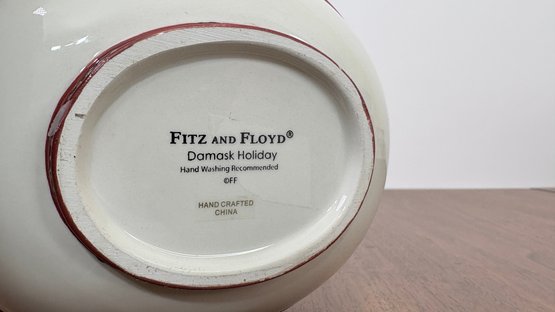 FITZ AND FLOYD®
Damask Holiday
Hand Washing Recommended
©FF
HAND CRAFTED
CHINA